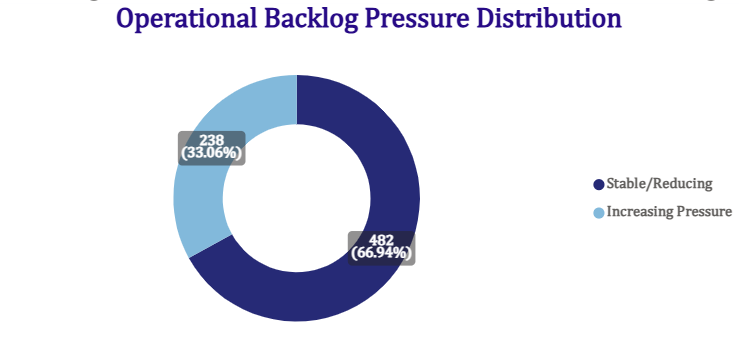 Operational Backlog Pressure Distribution
238
(33.06%)
Stable/Reducing
Increasing Pressure
482
(66.94%)